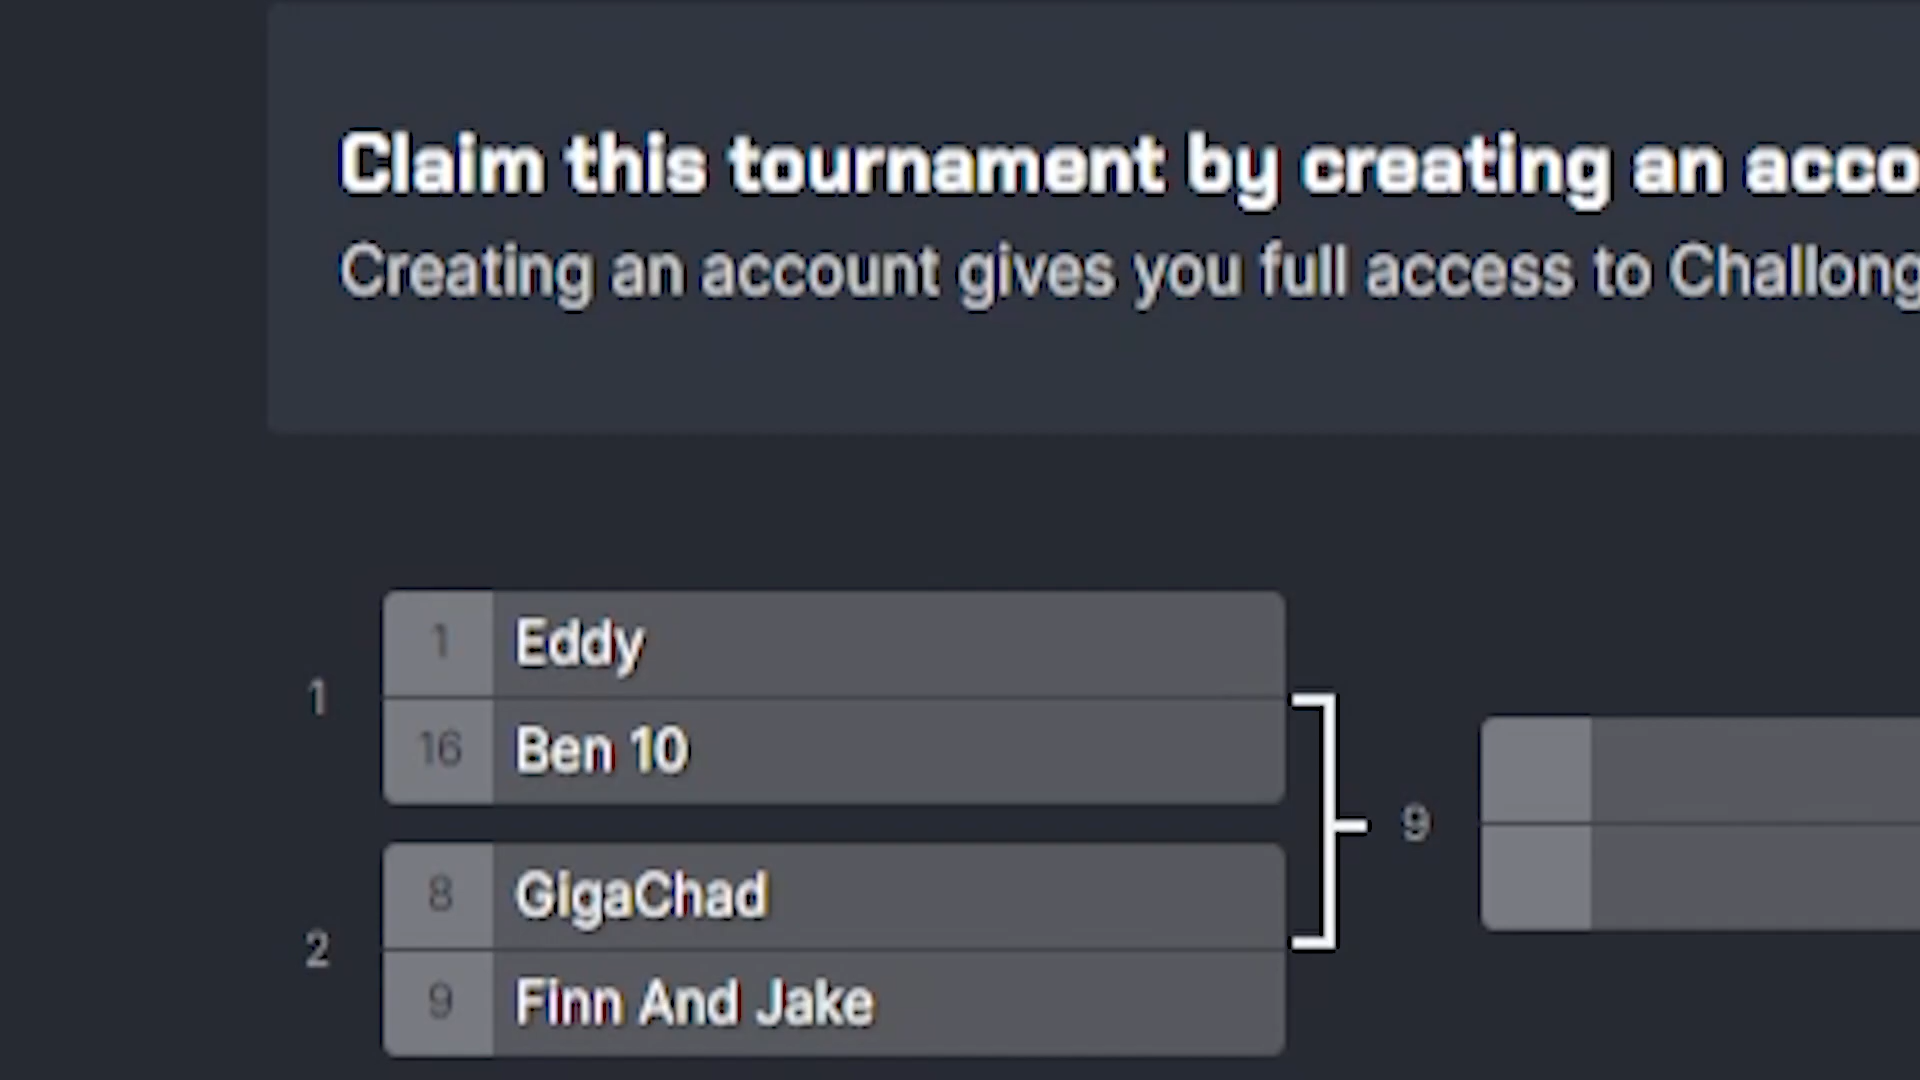 Claim this tournament by creating an acco
Creating an account gives you full access to Challong
1
1 Eddy
16 Ben 10
9
2
8 GigaChad
9 Finn And Jake